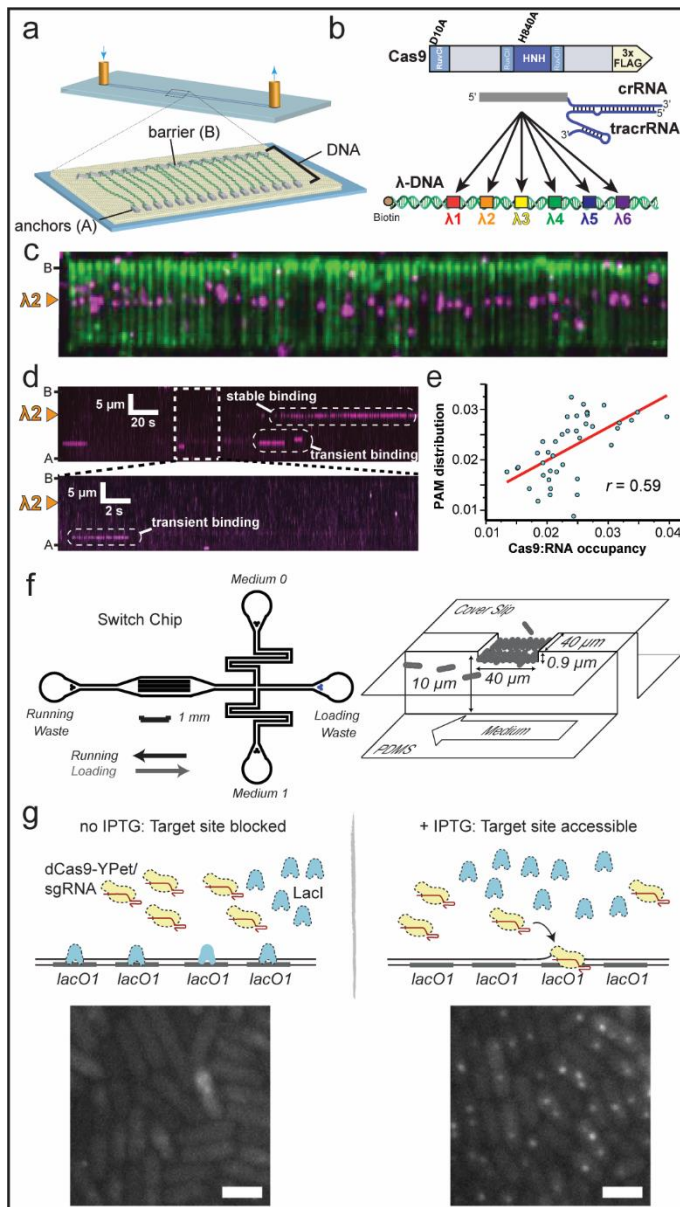 a
barrier (B)
DNA
anchors (A)
b
D10A
H840A
Cas9
RuvCI
RuvCII
HNH
RuvCIII
3x
FLAG
crRNA
5'
3'
5'
3'
tracrRNA
λ-DNA
Biotin
λ1 λ2 λ3 λ4 λ5 λ6
c
B
λ2
d
B
λ2
5 µm
20 s
stable binding
transient binding
A
B
λ2
5 µm
2 s
transient binding
A
e
PAM distribution
0.03
0.02
0.01
r = 0.59
0.01 0.02 0.03 0.04
Cas9:RNA occupancy
f
Switch Chip
Medium 0
Running
Waste
1 mm
Loading
Waste
Running
Loading
Medium 1
Cover Slip
40 µm
0.9 µm
10 µm
40 µm
Medium
PDMS
g
no IPTG: Target site blocked
+ IPTG: Target site accessible
dCas9-YPet/
sgRNA
LacI
lacO1 lacO1 lacO1 lacO1
lacO1 lacO1 lacO1 lacO1